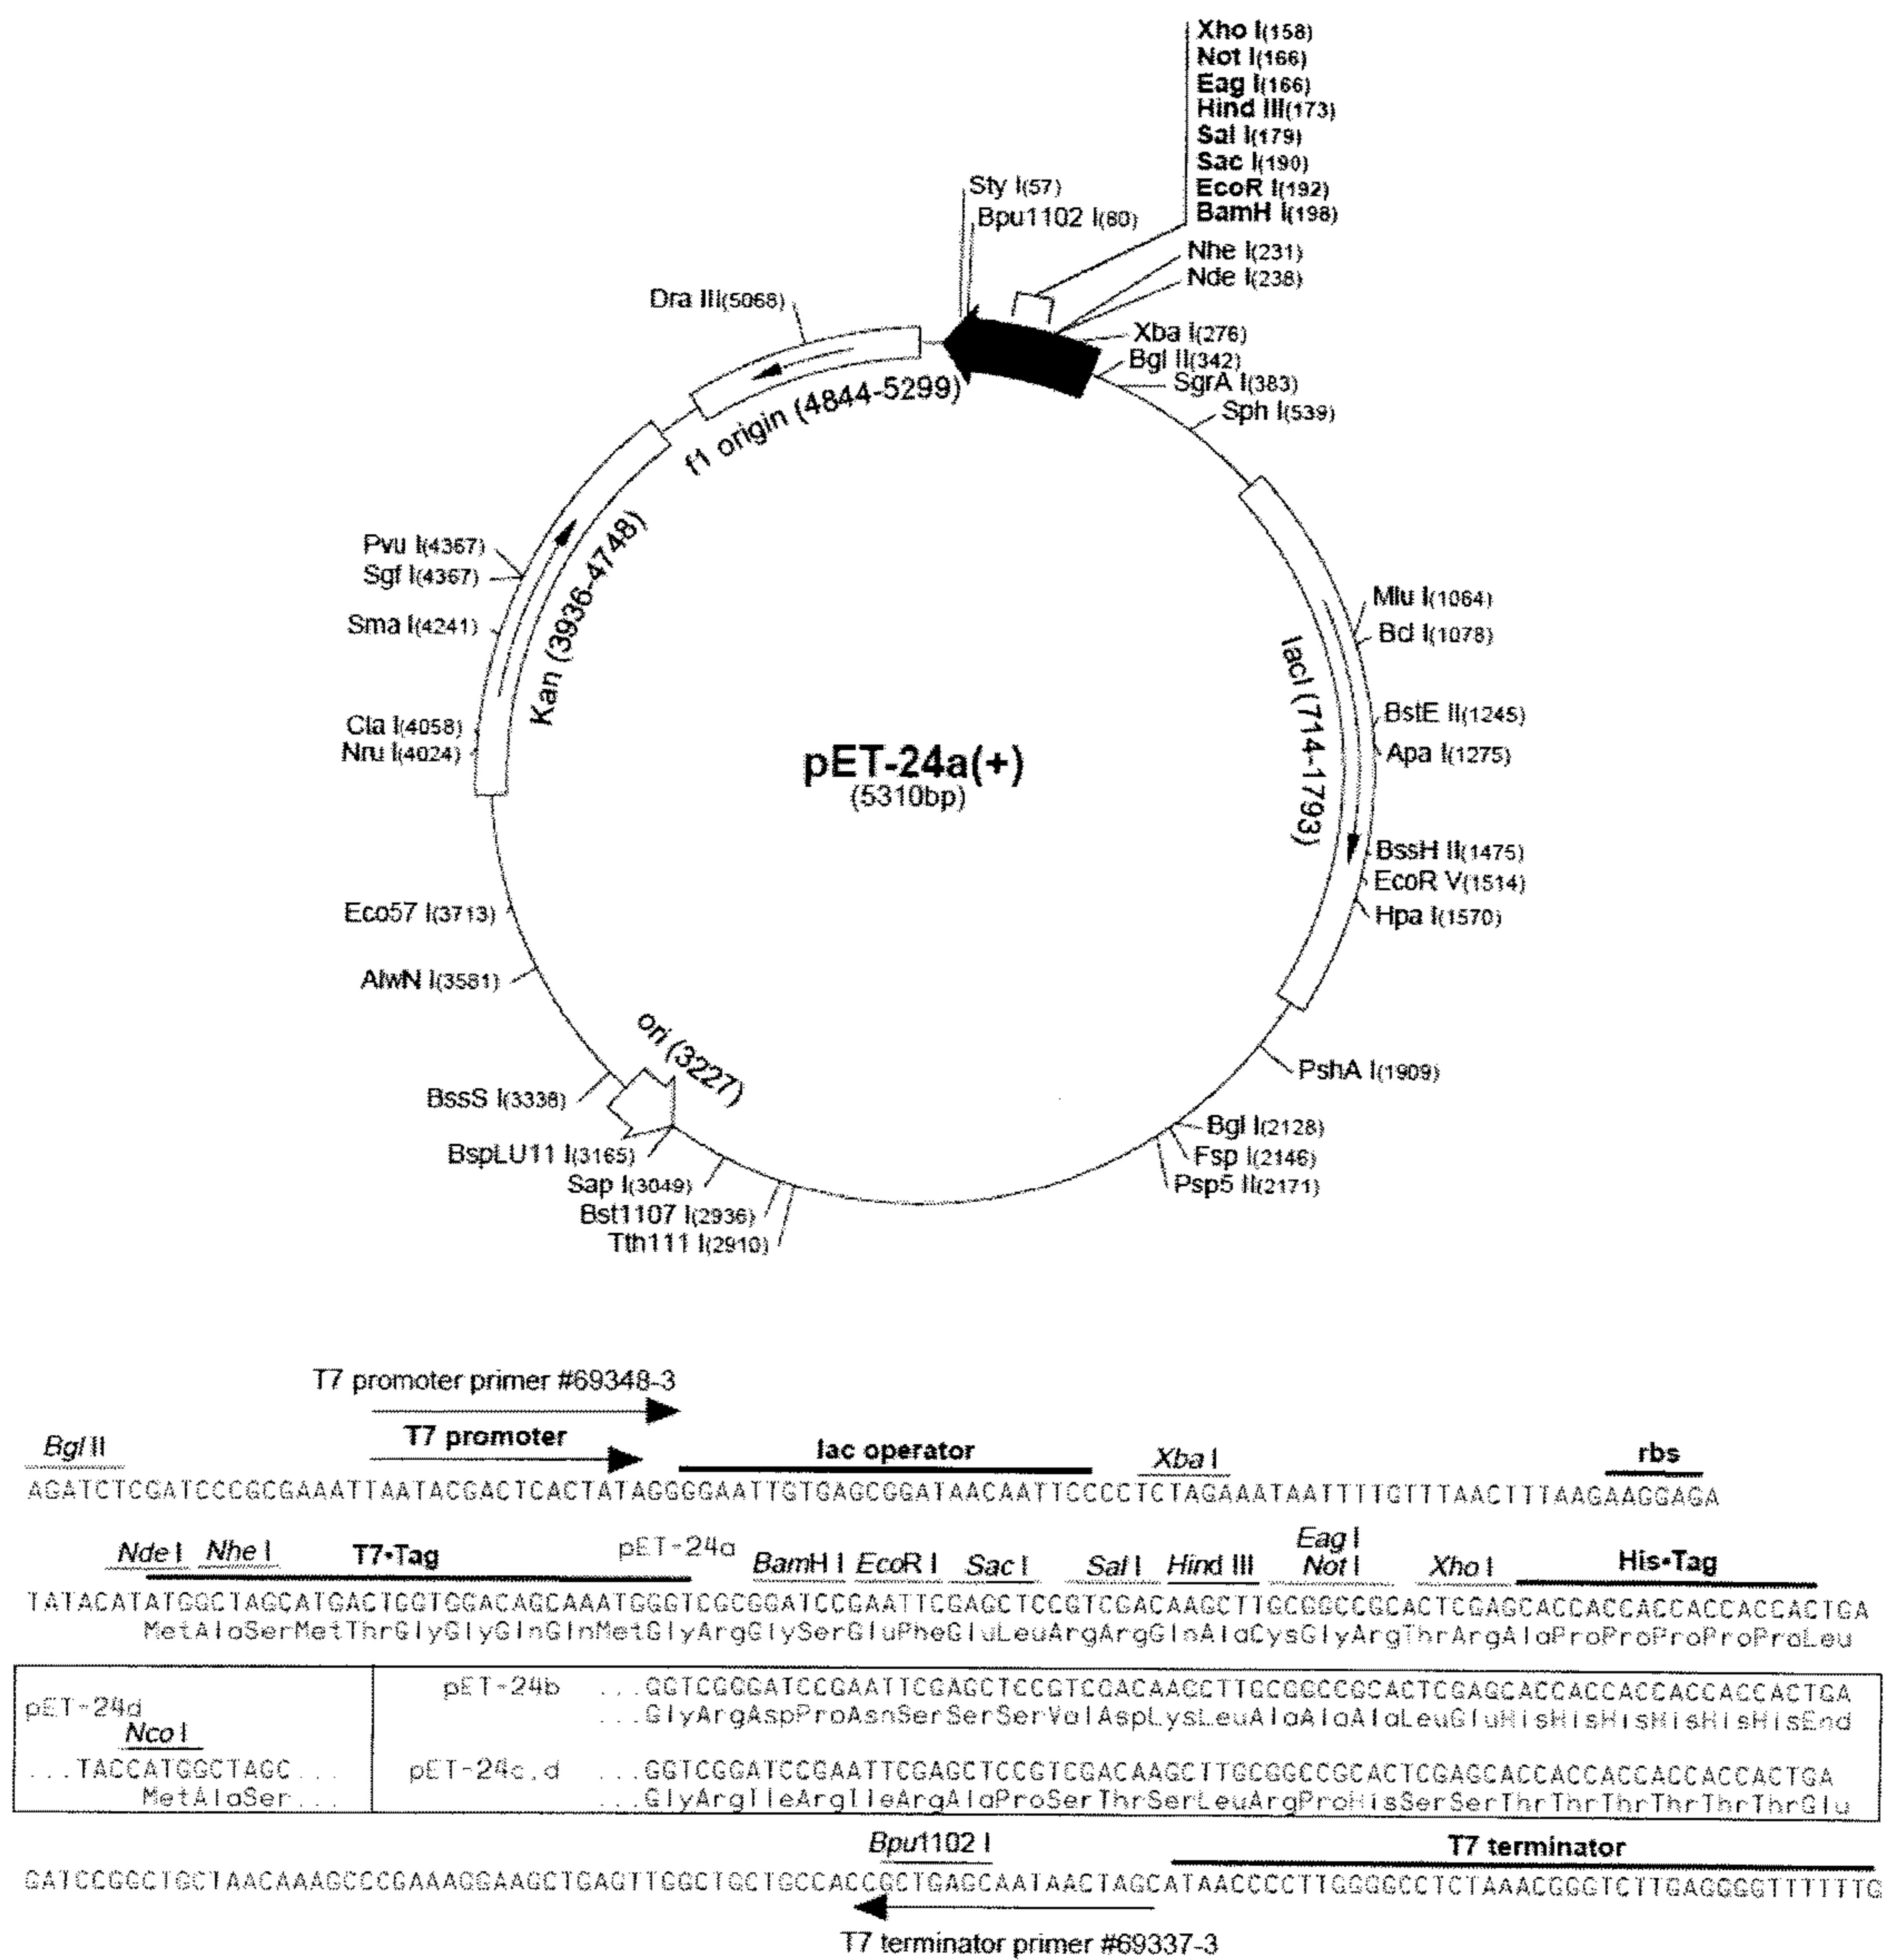 Xho I(158)
Not I(166)
Eag I(166)
Hind III(173)
Sal I(179)
Sac I(190)
EcoR I(192)
BamH I(198)
Sty I(57)
Bpu1102 I(80)
Nhe I(231)
Nde I(238)
Dra III(5068)
Xba I(276)
Bgl II(342)
SgrA I(383)
Sph I(539)
f1 origin (4844-5299)
Pvu I(4367)
Sgf I(4367)
Sma I(4241)
Kan (3936-4748)
Cla I(4058)
Nru I(4024)
Mlu I(1064)
Bcl I(1078)
lacI (714-1793)
BstE II(1245)
Apa I(1275)
pET-24a(+)
(5310bp)
BssH II(1475)
EcoR V(1514)
Hpa I(1570)
Eco57 I(3713)
AlwN I(3581)
ori (3227)
PshA I(1909)
BssS I(3338)
BspLU11 I(3165)
Sap I(3049)
Bst1107 I(2936)
Tth111 I(2910)
Bgl I(2128)
Fsp I(2146)
Psp5 II(2171)
T7 promoter primer #69348-3
Bgl II T7 promoter lac operator Xba I rbs
AGATCTCGATCCCGCGAAATTAATACGACTCACTATAGGGGAATTGTGAGCGGATAACAATTCCCCTCTAGAAATAATTTTGTTTAACTTTAAGAAGGAGA
Eag I
Nde I Nhe I T7•Tag pET-24a BamH I EcoR I Sac I Sal I Hind III Not I Xho I His•Tag
TATACATATGGCTAGCATGACTGGTGGACAGCAAATGGGTCGCGGATCCGAATTCGAGCTCCGTCGACAAGCTTGCGGCCGCACTCGAGCACCACCACCACCACCACTGA
MetAlaSerMetThrGlyGlyGlnGlnMetGlyArgGlySerGluPheGluLeuArgArgGlnAlaCysGlyArgThrArgAlaProProProProProLeu
pET-24b ...GGTCGGGATCCGAATTCGAGCTCCGTCGACAAGCTTGCGGCCGCACTCGAGCACCACCACCACCACCACTGA
...GlyArgAspProAsnSerSerSerValAspLysLeuAlaAlaAlaLeuGluHisHisHisHisHisHisEnd
pET-24d
Nco I
...TACCATGGCTAGC...
MetAlaSer...
pET-24c,d ...GGTCGGATCCGAATTCGAGCTCCGTCGACAAGCTTGCGGCCGCACTCGAGCACCACCACCACCACCACTGA
...GlyArgIleArgIleArgAlaProSerThrSerLeuArgProHisSerSerThrThrThrThrThrThrGlu
Bpu1102 I T7 terminator
GATCCGGCTGCTAACAAAGCCCGAAAGGAAGCTGAGTTGGCTGCTGCCACCGCTGAGCAATAACTAGCATAACCCCTTGGGGCCTCTAAACGGGTCTTGAGGGGTTTTTTG
T7 terminator primer #69337-3